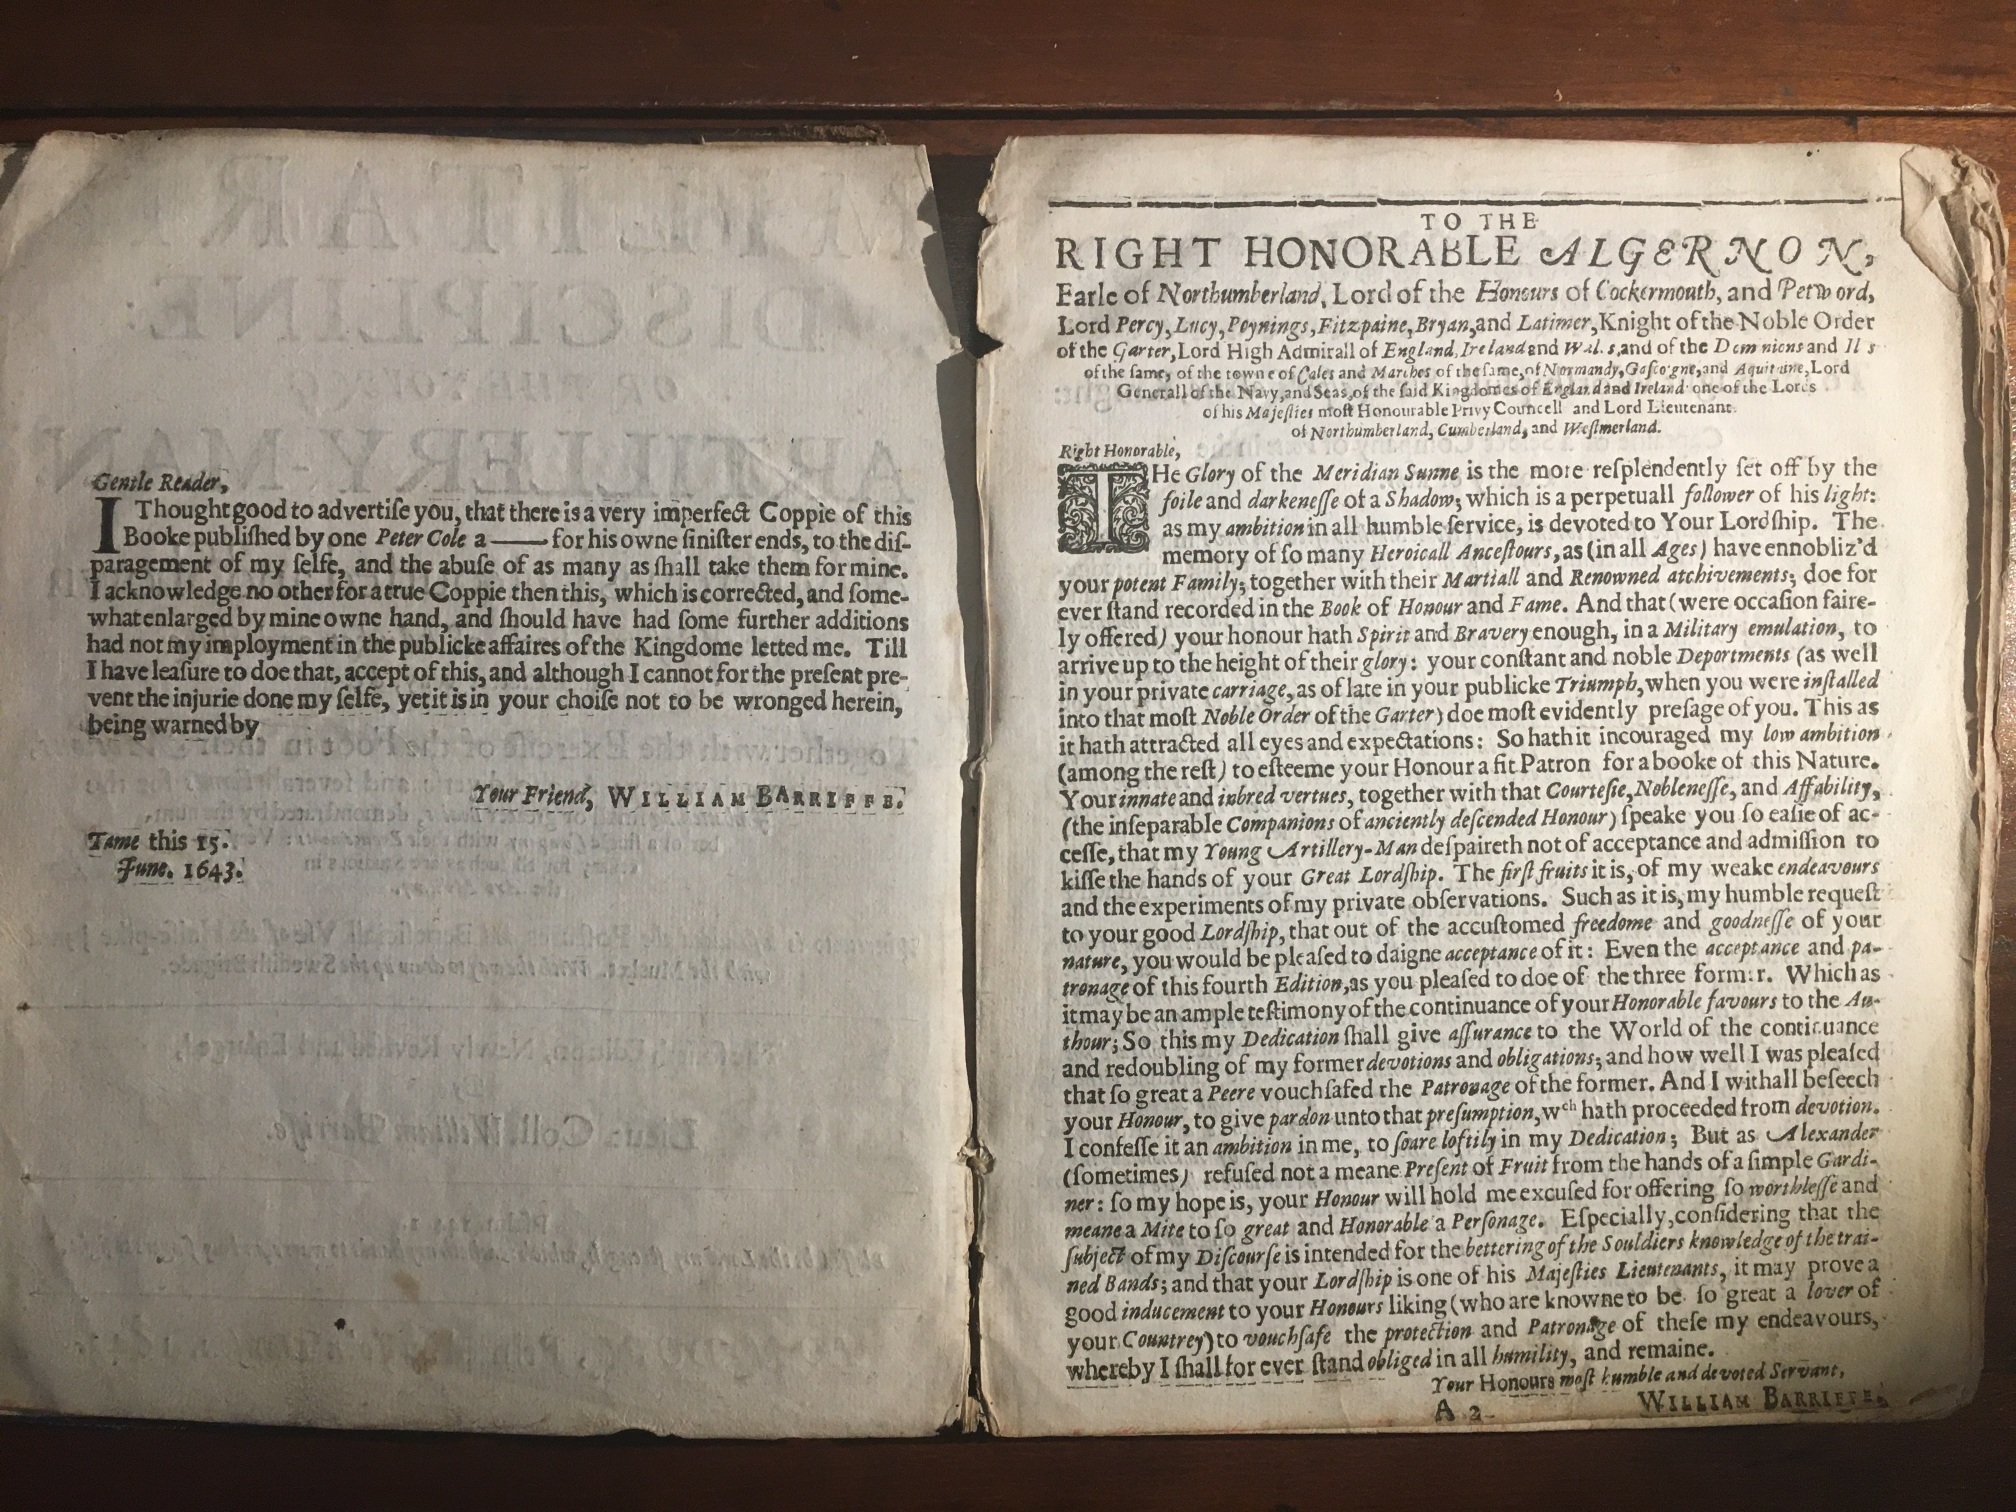 Gentle Reader,
I Thought good to advertiſe you, that there is a very imperfect Coppie of this
Booke publiſhed by one Peter Cole a —— for his owne ſiniſter ends, to the diſ-
paragement of my ſelfe, and the abuſe of as many as ſhall take them for mine.
I acknowledge no other for a true Coppie then this, which is corrected, and ſome-
what enlarged by mine owne hand, and ſhould have had ſome further additions
had not my imployment in the publicke affaires of the Kingdome letted me. Till
I have leaſure to doe that, accept of this, and although I cannot for the preſent pre-
vent the injurie done my ſelfe, yet it is in your choiſe not to be wronged herein,
being warned by
Your Friend, WILLIAM BARRIFFE.
Tame this 15.
June. 1643.
TO THE
RIGHT HONORABLE ALGERNON,
Earle of Northumberland, Lord of the Honours of Cockermouth, and Petword,
Lord Percy, Lucy, Poynings, Fitzpaine, Bryan, and Latimer, Knight of the Noble Order
of the Garter, Lord High Admirall of England, Ireland and Wal.s, and of the Dominions and Il s
of the ſame, of the towne of Cales and Marches of the ſame, of Normandy, Gaſcogne, and Aquitaine, Lord
Generall of the Navy, and Seas, of the ſaid Kingdomes of England and Ireland one of the Lords
of his Majeſties moſt Honourable Privy Councell and Lord Lieutenant
of Northumberland, Cumberland, and Weſtmerland.
Right Honorable,
THe Glory of the Meridian Sunne is the more reſplendently ſet off by the
foile and darkeneſſe of a Shadow; which is a perpetuall follower of his light:
as my ambition in all humble ſervice, is devoted to Your Lordſhip. The
memory of ſo many Heroicall Anceſtours, as (in all Ages) have ennobliz'd
your potent Family; together with their Martiall and Renowned atchivements; doe for
ever ſtand recorded in the Book of Honour and Fame. And that (were occaſion faire-
ly offered) your honour hath Spirit and Bravery enough, in a Military emulation, to
arrive up to the height of their glory: your conſtant and noble Deportments (as well
in your private carriage, as of late in your publicke Triumph, when you were inſtalled
into that moſt Noble Order of the Garter) doe moſt evidently preſage of you. This as
it hath attracted all eyes and expectations: So hath it incouraged my low ambition
(among the reſt) to eſteeme your Honour a fit Patron for a booke of this Nature.
Your innate and inbred vertues, together with that Courteſie, Nobleneſſe, and Affability,
(the inſeparable Companions of anciently deſcended Honour) ſpeake you ſo eaſie of ac-
ceſſe, that my Young Artillery-Man deſpaireth not of acceptance and admiſſion to
kiſſe the hands of your Great Lordſhip. The firſt fruits it is, of my weake endeavours
and the experiments of my private obſervations. Such as it is, my humble requeſt
to your good Lordſhip, that out of the accuſtomed freedome and goodneſſe of your
nature, you would be pleaſed to daigne acceptance of it: Even the acceptance and pa-
tronage of this fourth Edition, as you pleaſed to doe of the three former. Which as
it may be an ample teſtimony of the continuance of your Honorable favours to the Au-
thour; So this my Dedication ſhall give aſſurance to the World of the continuance
and redoubling of my former devotions and obligations; and how well I was pleaſed
that ſo great a Peere vouchſafed the Patronage of the former. And I withall beſeech
your Honour, to give pardon unto that preſumption, wch hath proceeded from devotion.
I confeſſe it an ambition in me, to ſoare loftily in my Dedication; But as Alexander
(ſometimes) refuſed not a meane Preſent of Fruit from the hands of a ſimple Gardi-
ner: ſo my hope is, your Honour will hold me excuſed for offering ſo worthleſſe and
meane a Mite to ſo great and Honorable a Perſonage. Eſpecially, conſidering that the
ſubject of my Diſcourſe is intended for the bettering of the Souldiers knowledge of the trai-
ned Bands; and that your Lordſhip is one of his Majeſties Lieutenants, it may prove a
good inducement to your Honours liking (who are knowne to be ſo great a lover of
your Countrey) to vouchſafe the protection and Patronage of theſe my endeavours,
whereby I ſhall for ever ſtand obliged in all humility, and remaine.
Your Honours moſt humble and devoted Servant,
A 2 WILLIAM BARRIFFE.